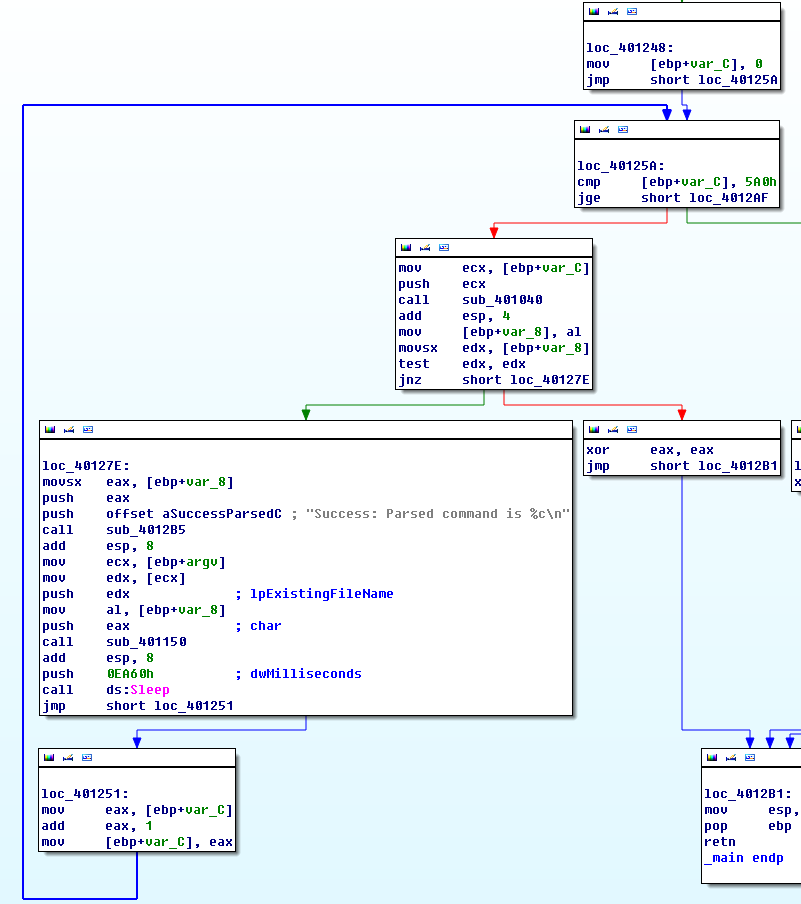 loc_401248:
mov [ebp+var_C], 0
jmp short loc_40125A
loc_40125A:
cmp [ebp+var_C], 5A0h
jge short loc_4012AF
mov ecx, [ebp+var_C]
push ecx
call sub_401040
add esp, 4
mov [ebp+var_8], al
movsx edx, [ebp+var_8]
test edx, edx
jnz short loc_40127E
loc_40127E:
movsx eax, [ebp+var_8]
push eax
push offset aSuccessParsedC ; "Success: Parsed command is %c\n"
call sub_4012B5
add esp, 8
mov ecx, [ebp+argv]
mov edx, [ecx]
push edx ; lpExistingFileName
mov al, [ebp+var_8]
push eax ; char
call sub_401150
add esp, 8
push 0EA60h ; dwMilliseconds
call ds:Sleep
jmp short loc_401251
xor eax, eax
jmp short loc_4012B1
l
x
loc_401251:
mov eax, [ebp+var_C]
add eax, 1
mov [ebp+var_C], eax
loc_4012B1:
mov esp,
pop ebp
retn
_main endp